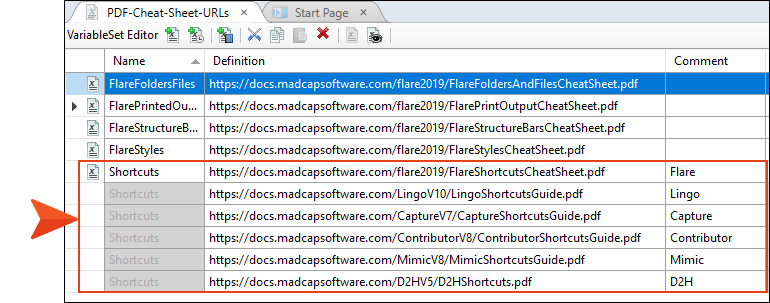 PDF-Cheat-Sheet-URLs × Start Page ×
VariableSet Editor
Name Definition Comment
FlareFoldersFiles https://docs.madcapsoftware.com/flare2019/FlareFoldersAndFilesCheatSheet.pdf
FlarePrintedOu... https://docs.madcapsoftware.com/flare2019/FlarePrintOutputCheatSheet.pdf
FlareStructureB... https://docs.madcapsoftware.com/flare2019/FlareStructureBarsCheatSheet.pdf
FlareStyles https://docs.madcapsoftware.com/flare2019/FlareStylesCheatSheet.pdf
Shortcuts https://docs.madcapsoftware.com/flare2019/FlareShortcutsCheatSheet.pdf Flare
Shortcuts https://docs.madcapsoftware.com/LingoV10/LingoShortcutsGuide.pdf Lingo
Shortcuts https://docs.madcapsoftware.com/CaptureV7/CaptureShortcutsGuide.pdf Capture
Shortcuts https://docs.madcapsoftware.com/ContributorV8/ContributorShortcutsGuide.pdf Contributor
Shortcuts https://docs.madcapsoftware.com/MimicV8/MimicShortcutsGuide.pdf Mimic
Shortcuts https://docs.madcapsoftware.com/D2HV5/D2HShortcuts.pdf D2H